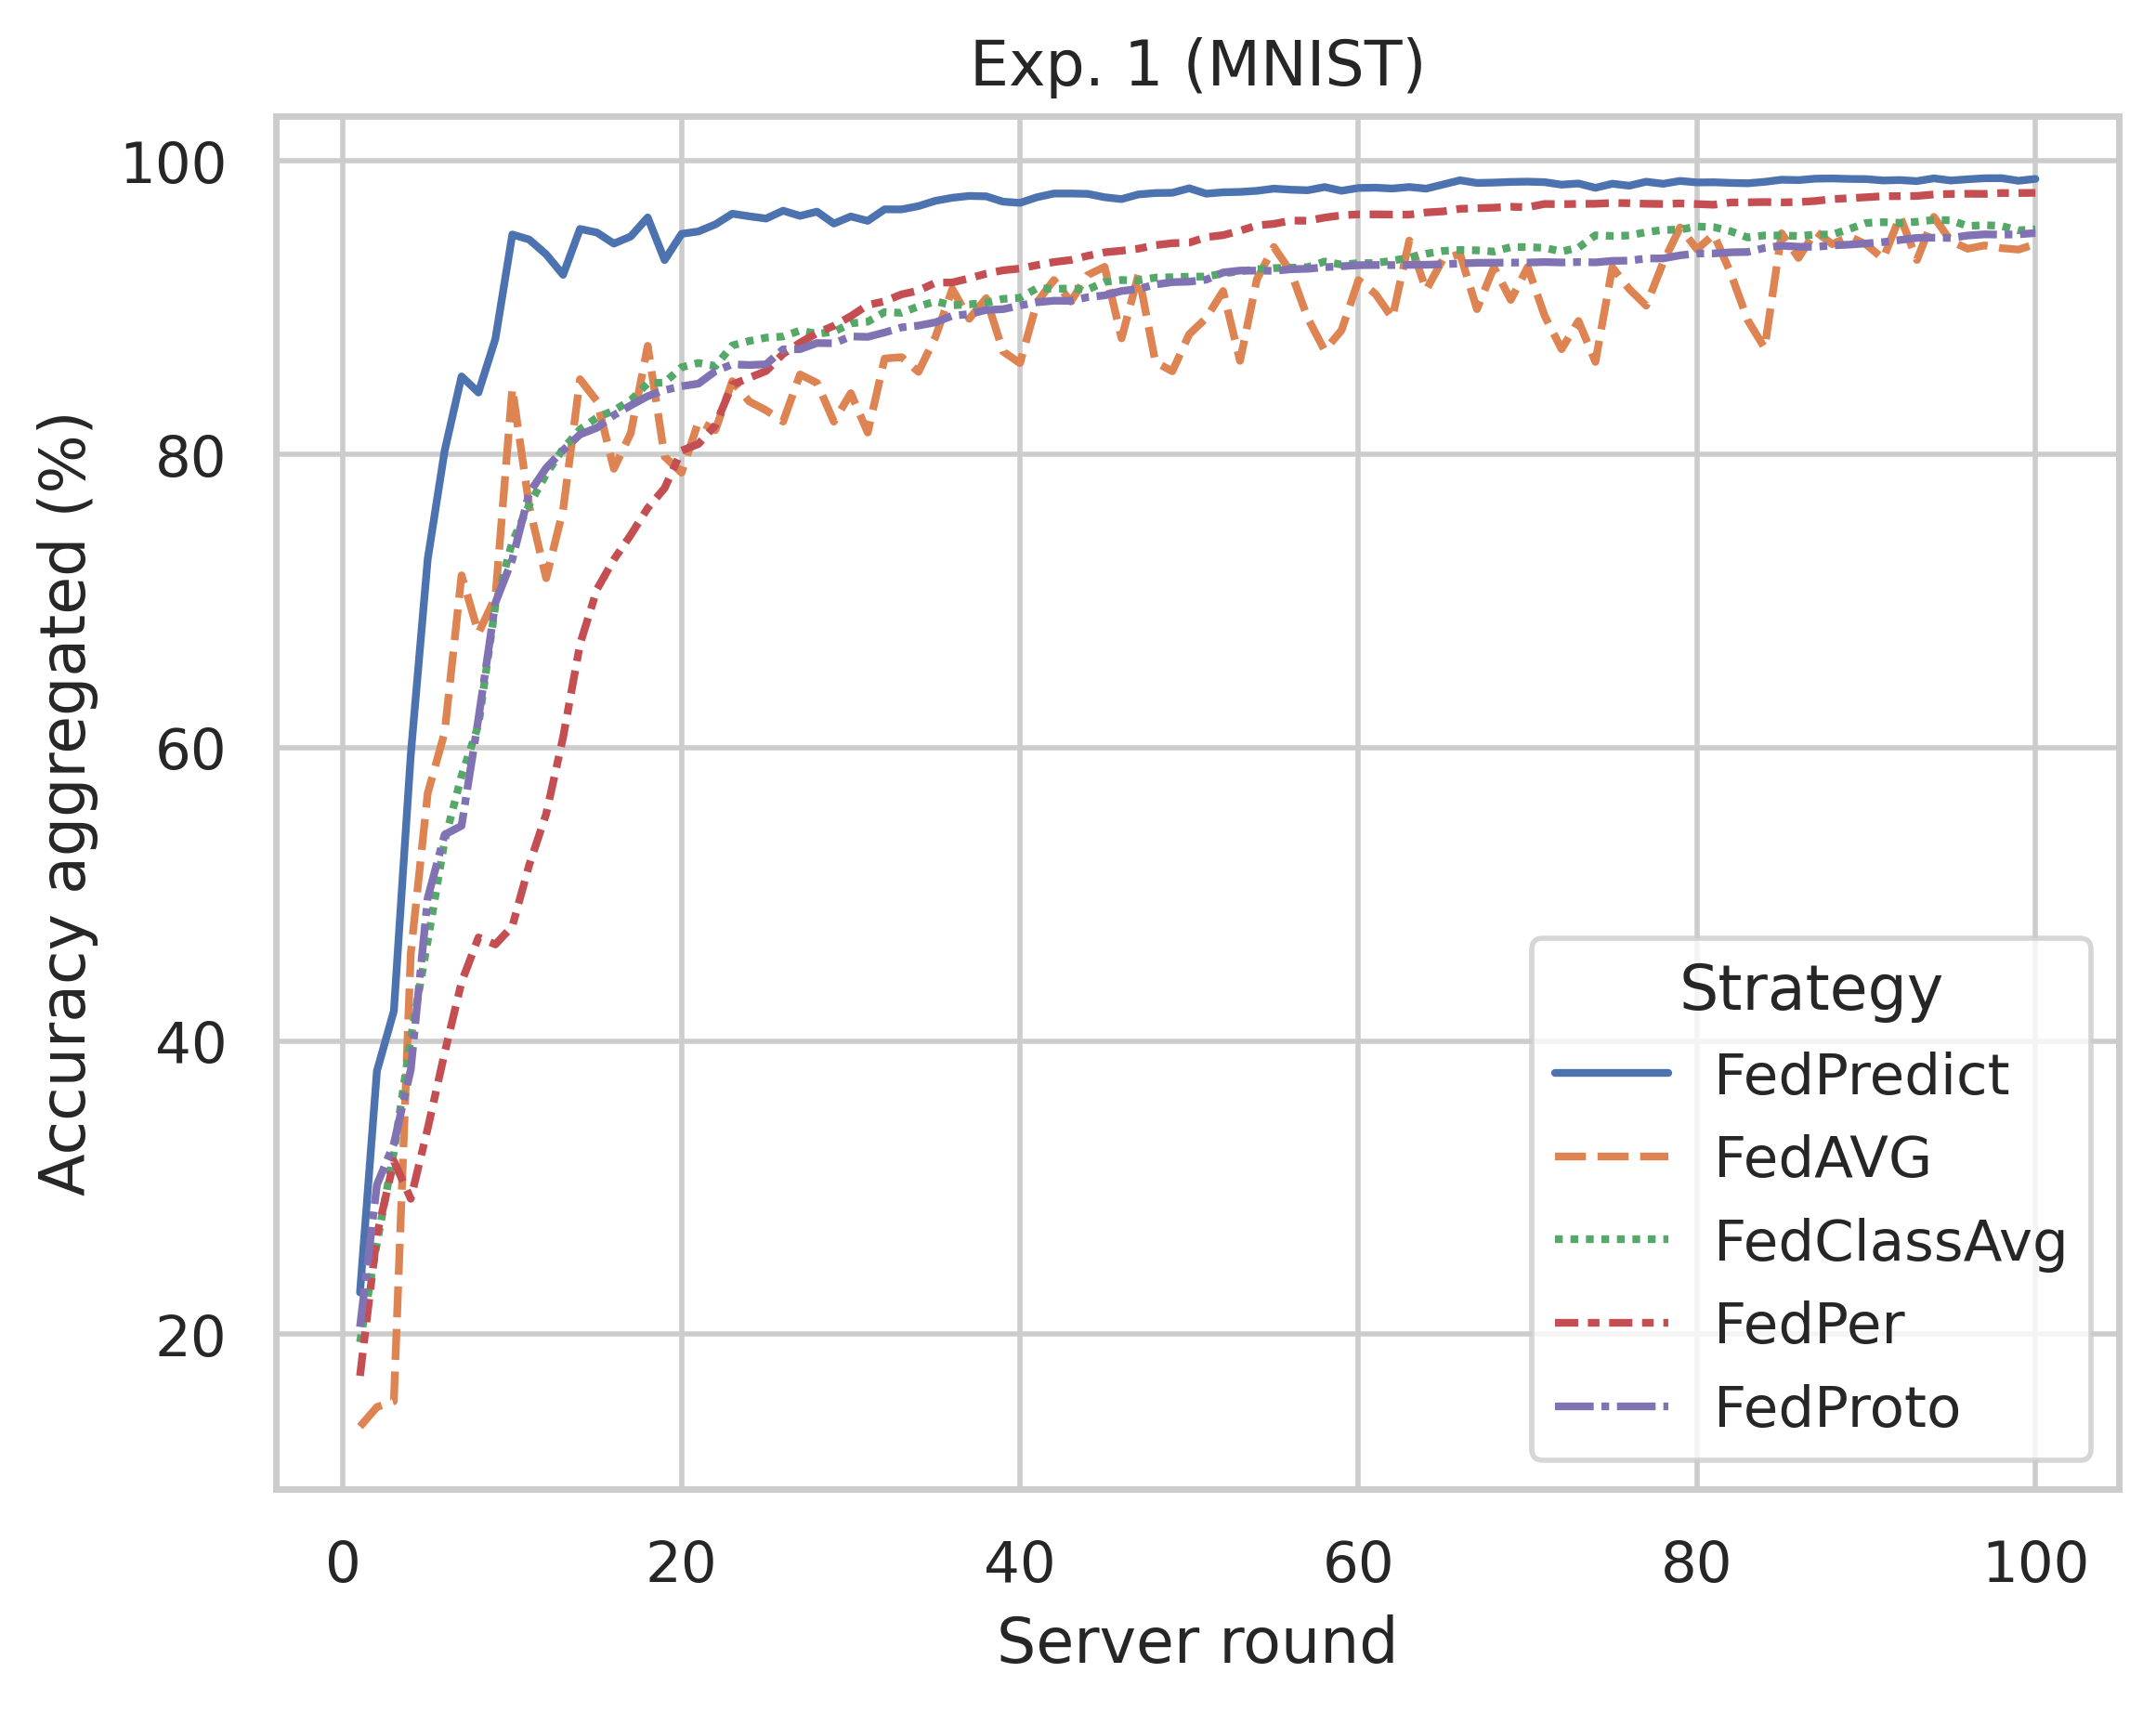 Exp. 1 (MNIST)
Accuracy aggregated (%)
100
80
60
40
20
0 20 40 60 80 100
Server round
Strategy
FedPredict
FedAVG
FedClassAvg
FedPer
FedProto